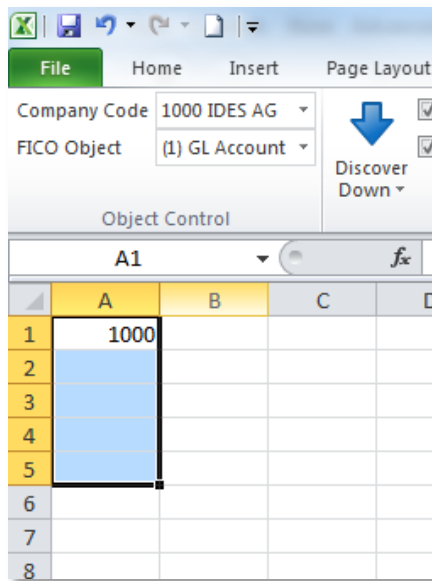 File Home Insert Page Layout
Company Code 1000 IDES AG
FICO Object (1) GL Account
Discover
Down
Object Control
A1 fx
A B C
1 1000
2
3
4
5
6
7
8